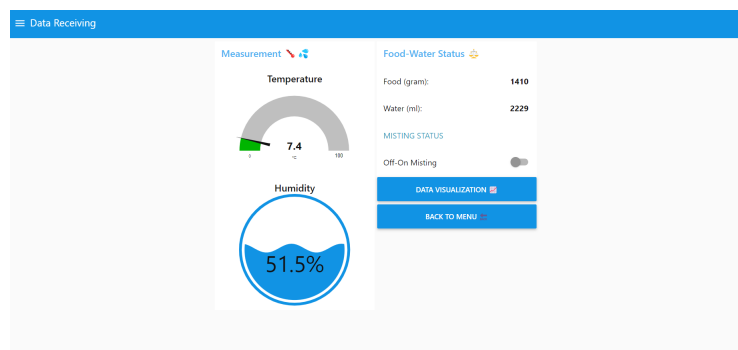 Data Receiving
Measurement
Temperature
7.4
0
°C
100
Humidity
51.5%
Food-Water Status
Food (gram): 1410
Water (ml): 2229
MISTING STATUS
Off-On Misting
DATA VISUALIZATION
BACK TO MENU